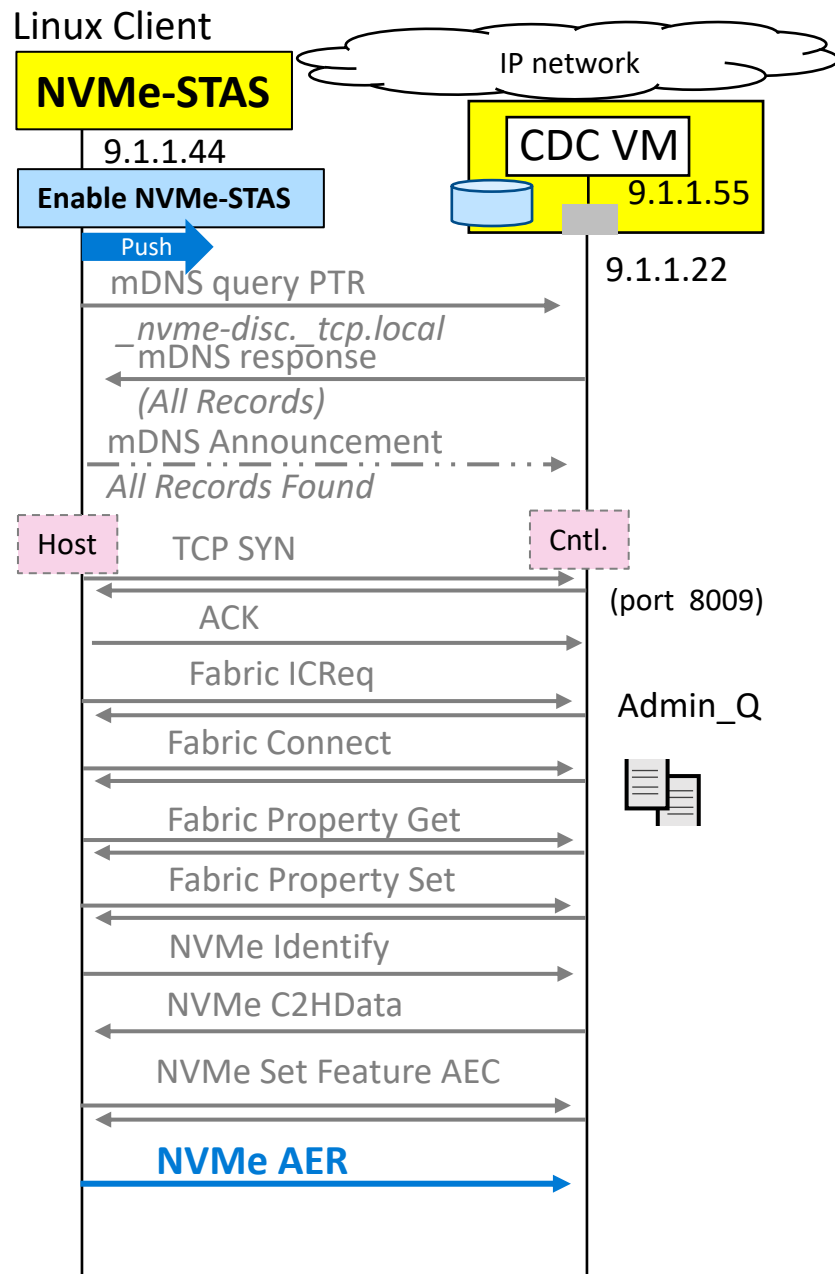 Linux Client
IP network
NVMe-STAS
CDC VM
9.1.1.44
9.1.1.55
Enable NVMe-STAS
Push
9.1.1.22
mDNS query PTR
_nvme-disc._tcp.local
mDNS response
(All Records)
mDNS Announcement
All Records Found
Host
TCP SYN
Cntl.
(port 8009)
ACK
Fabric ICReq
Admin_Q
Fabric Connect
Fabric Property Get
Fabric Property Set
NVMe Identify
NVMe C2HData
NVMe Set Feature AEC
NVMe AER